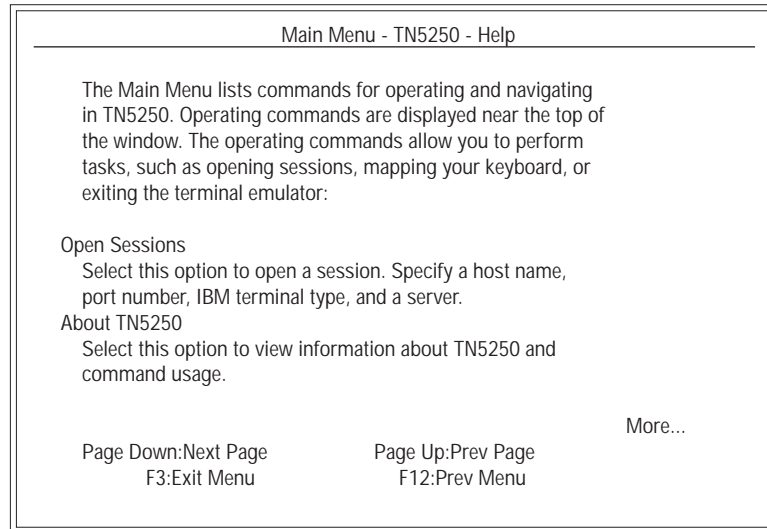 Main Menu - TN5250 - Help
The Main Menu lists commands for operating and navigating
in TN5250. Operating commands are displayed near the top of
the window. The operating commands allow you to perform
tasks, such as opening sessions, mapping your keyboard, or
exiting the terminal emulator:
Open Sessions
Select this option to open a session. Specify a host name,
port number, IBM terminal type, and a server.
About TN5250
Select this option to view information about TN5250 and
command usage.
More...
Page Down:Next Page Page Up:Prev Page
F3:Exit Menu F12:Prev Menu